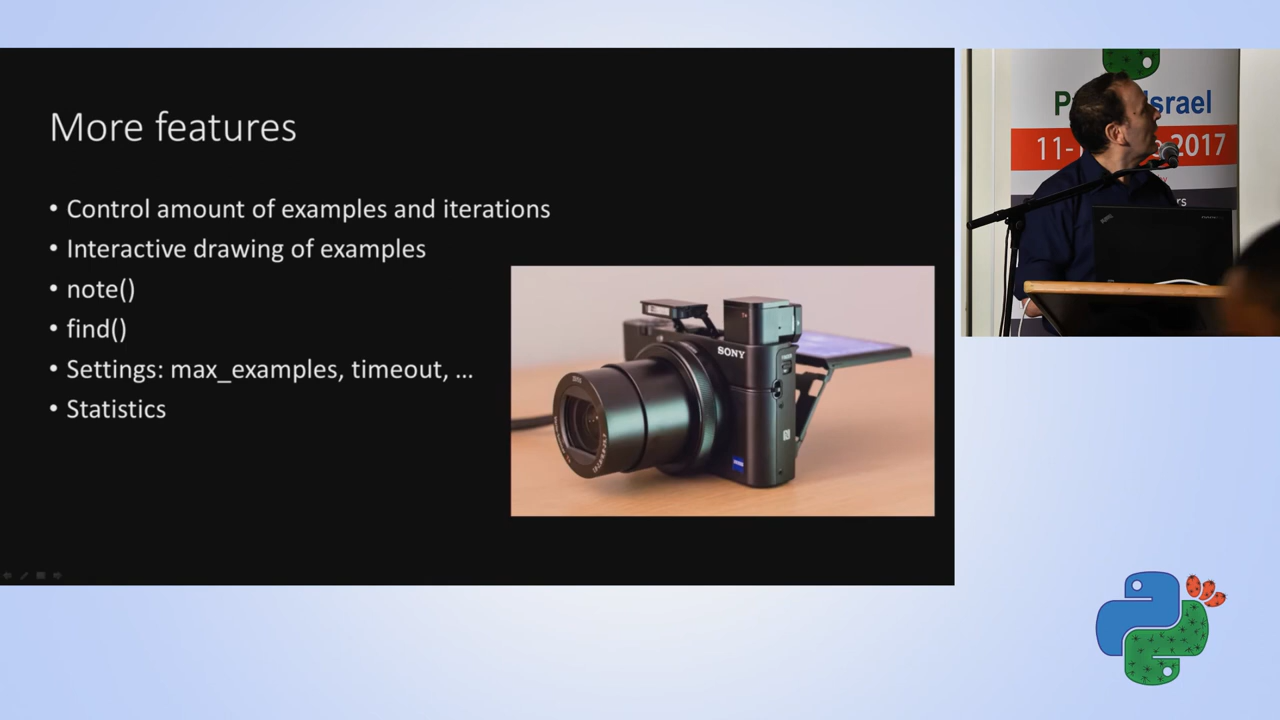 More features
• Control amount of examples and iterations
• Interactive drawing of examples
• note()
• find()
• Settings: max_examples, timeout, ...
• Statistics
SONY
Israel
11-
2017